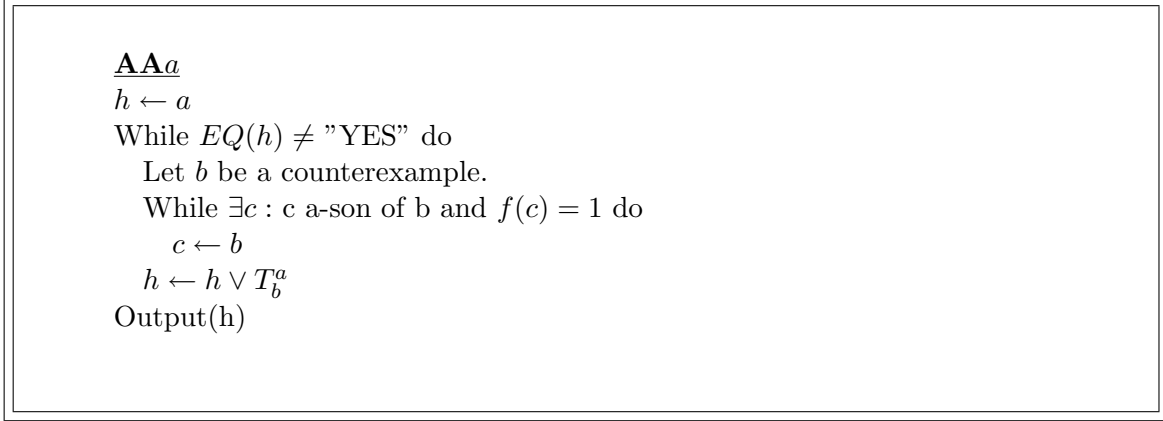 AAa
h ← a
While EQ(h) ≠ ”YES” do
Let b be a counterexample.
While ∃c : c a-son of b and f(c) = 1 do
c ← b
h ← h ∨ T_b^a
Output(h)